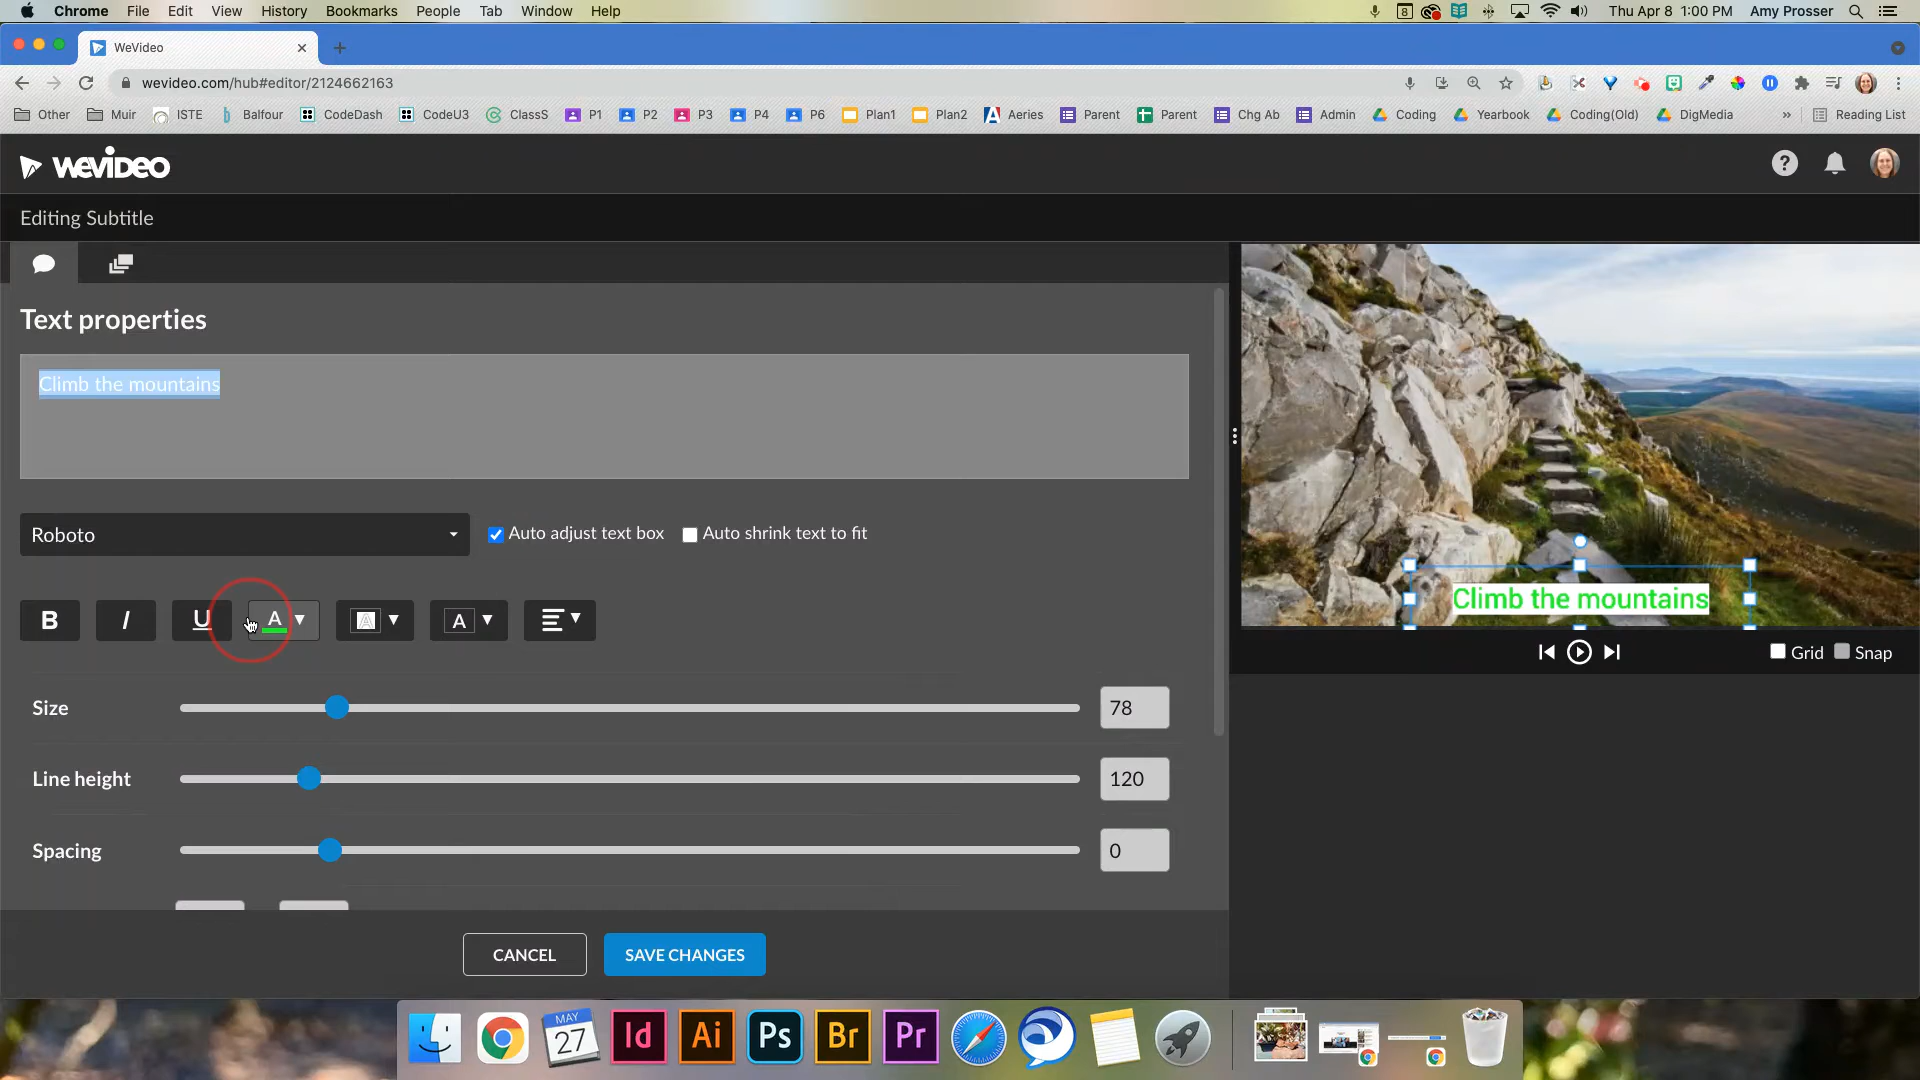 Chrome File Edit View History Bookmarks People Tab Window Help
8
Thu Apr 8 1:00 PM Amy Prosser
WeVideo
wevideo.com/hub#editor/2124662163
Other Muir ISTE Balfour CodeDash CodeU3 ClassS P1 P2 P3 P4 P6 Plan1 Plan2 Aeries Parent Parent Chg Ab Admin Coching Yearbook Coding(Old) DigMedia » Reading List
WEVIDEO
?
Editing Subtitle
Text properties
Climb the mountains
Roboto
Auto adjust text box
Auto shrink text to fit
B I U A A A
Climb the mountains
Grid Snap
Size 78
Line height 120
Spacing 0
CANCEL SAVE CHANGES
MAY
27
Id Ai Ps Br Pr